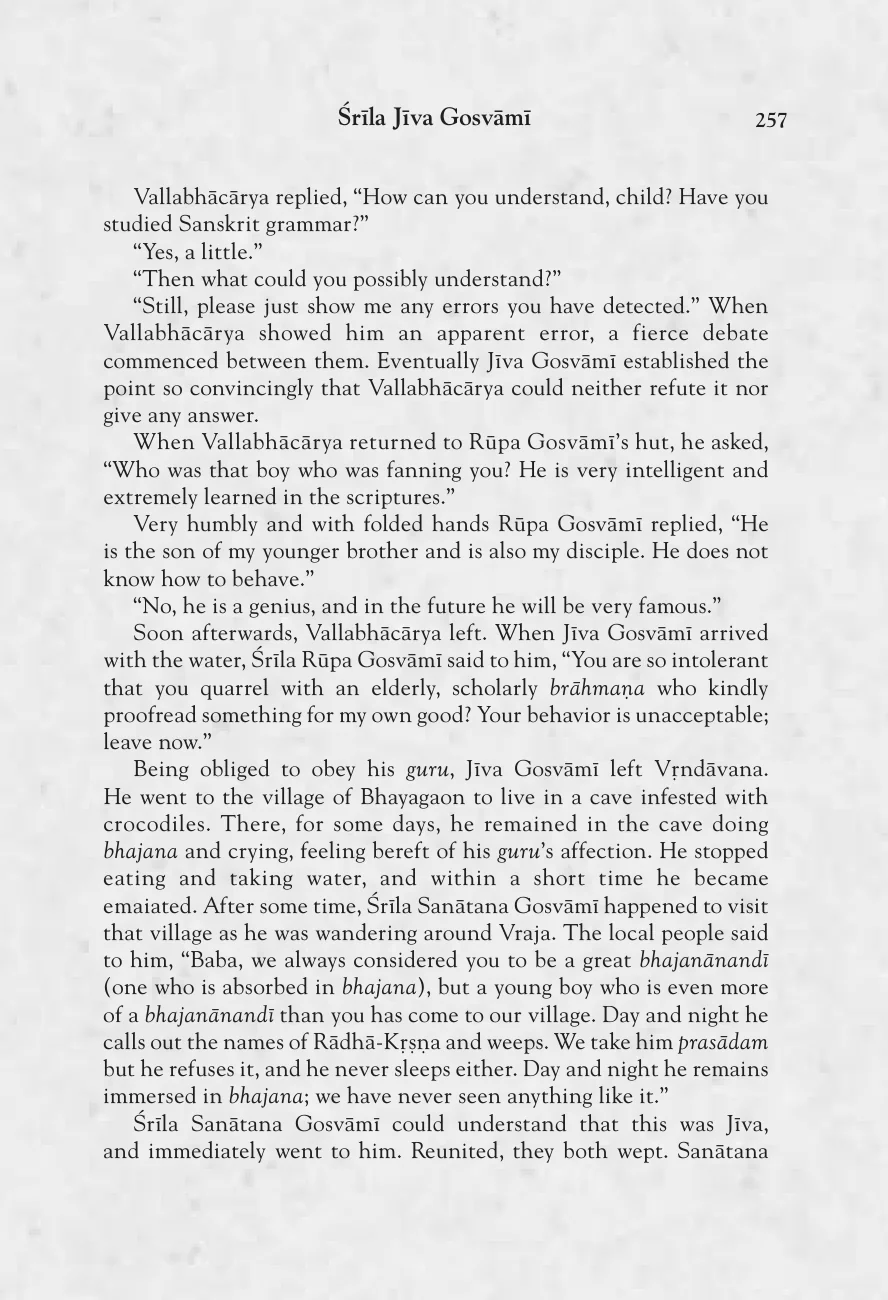 Śrīla Jīva Gosvāmī 257
Vallabhācārya replied, “How can you understand, child? Have you
studied Sanskrit grammar?”
“Yes, a little.”
“Then what could you possibly understand?”
“Still, please just show me any errors you have detected.” When
Vallabhācārya showed him an apparent error, a fierce debate
commenced between them. Eventually Jīva Gosvāmī established the
point so convincingly that Vallabhācārya could neither refute it nor
give any answer.
When Vallabhācārya returned to Rūpa Gosvāmī’s hut, he asked,
“Who was that boy who was fanning you? He is very intelligent and
extremely learned in the scriptures.”
Very humbly and with folded hands Rūpa Gosvāmī replied, “He
is the son of my younger brother and is also my disciple. He does not
know how to behave.”
“No, he is a genius, and in the future he will be very famous.”
Soon afterwards, Vallabhācārya left. When Jīva Gosvāmī arrived
with the water, Śrīla Rūpa Gosvāmī said to him, “You are so intolerant
that you quarrel with an elderly, scholarly brāhmaṇa who kindly
proofread something for my own good? Your behavior is unacceptable;
leave now.”
Being obliged to obey his guru, Jīva Gosvāmī left Vṛndāvana.
He went to the village of Bhayagaon to live in a cave infested with
crocodiles. There, for some days, he remained in the cave doing
bhajana and crying, feeling bereft of his guru’s affection. He stopped
eating and taking water, and within a short time he became
emaiated. After some time, Śrīla Sanātana Gosvāmī happened to visit
that village as he was wandering around Vraja. The local people said
to him, “Baba, we always considered you to be a great bhajanānandī
(one who is absorbed in bhajana), but a young boy who is even more
of a bhajanānandī than you has come to our village. Day and night he
calls out the names of Rādhā-Kṛṣṇa and weeps. We take him prasādam
but he refuses it, and he never sleeps either. Day and night he remains
immersed in bhajana; we have never seen anything like it.”
Śrīla Sanātana Gosvāmī could understand that this was Jīva,
and immediately went to him. Reunited, they both wept. Sanātana